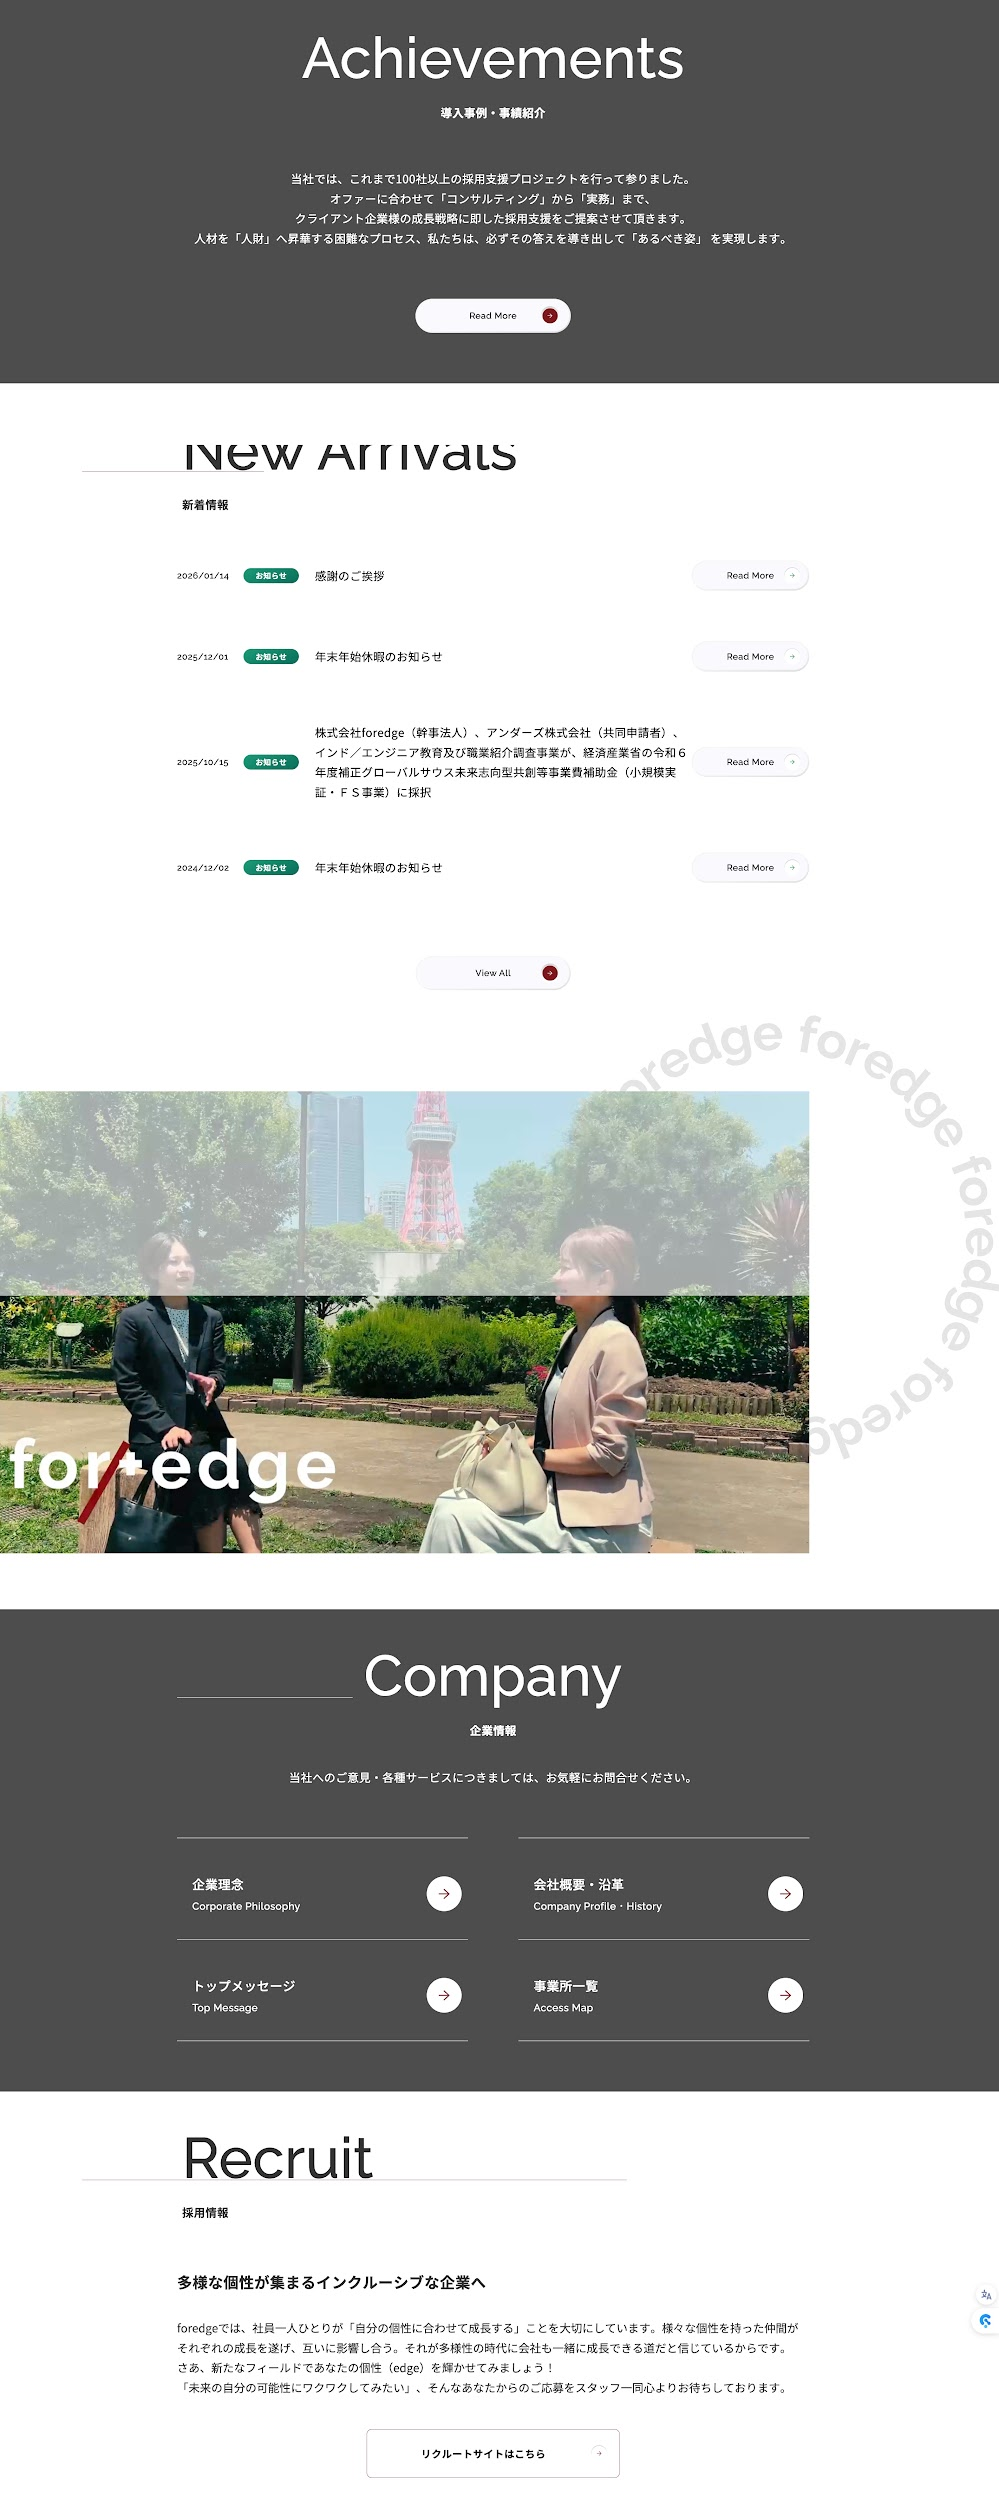 Achievements
導入事例・事績紹介
当社では、これまで100社以上の採用支援プロジェクトを行って参りました。
オファーに合わせて「コンサルティング」から「実務」まで、
クライアント企業様の成長戦略に即した採用支援をご提案させて頂きます。
人材を「人財」へ昇華する困難なプロセス、私たちは、必ずその答えを導き出して「あるべき姿」 を実現します。
Read More
New Arrivals
新着情報
2026/01/14 お知らせ 感謝のご挨拶 Read More
2025/12/01 お知らせ 年末年始休暇のお知らせ Read More
株式会社foredge（幹事法人）、アンダーズ株式会社（共同申請者）、
インド／エンジニア教育及び職業紹介調査事業が、経済産業省の令和６
2025/10/15 お知らせ Read More
年度補正グローバルサウス未来志向型共創等事業費補助金（小規模実
証・ＦＳ事業）に採択
2024/12/02 お知らせ 年末年始休暇のお知らせ Read More
View All
foredge foredge foredge foredge
for+edge
Company
企業情報
当社へのご意見・各種サービスにつきましては、お気軽にお問合せください。
企業理念
Corporate Philosophy
会社概要・沿革
Company Profile・History
トップメッセージ
Top Message
事業所一覧
Access Map
Recruit
採用情報
多様な個性が集まるインクルーシブな企業へ
foredgeでは、社員一人ひとりが「自分の個性に合わせて成長する」ことを大切にしています。様々な個性を持った仲間が
それぞれの成長を遂げ、互いに影響し合う。それが多様性の時代に会社も一緒に成長できる道だと信じているからです。
さあ、新たなフィールドであなたの個性（edge）を輝かせてみましょう！
「未来の自分の可能性にワクワクしてみたい」、そんなあなたからのご応募をスタッフ一同心よりお待ちしております。
リクルートサイトはこちら